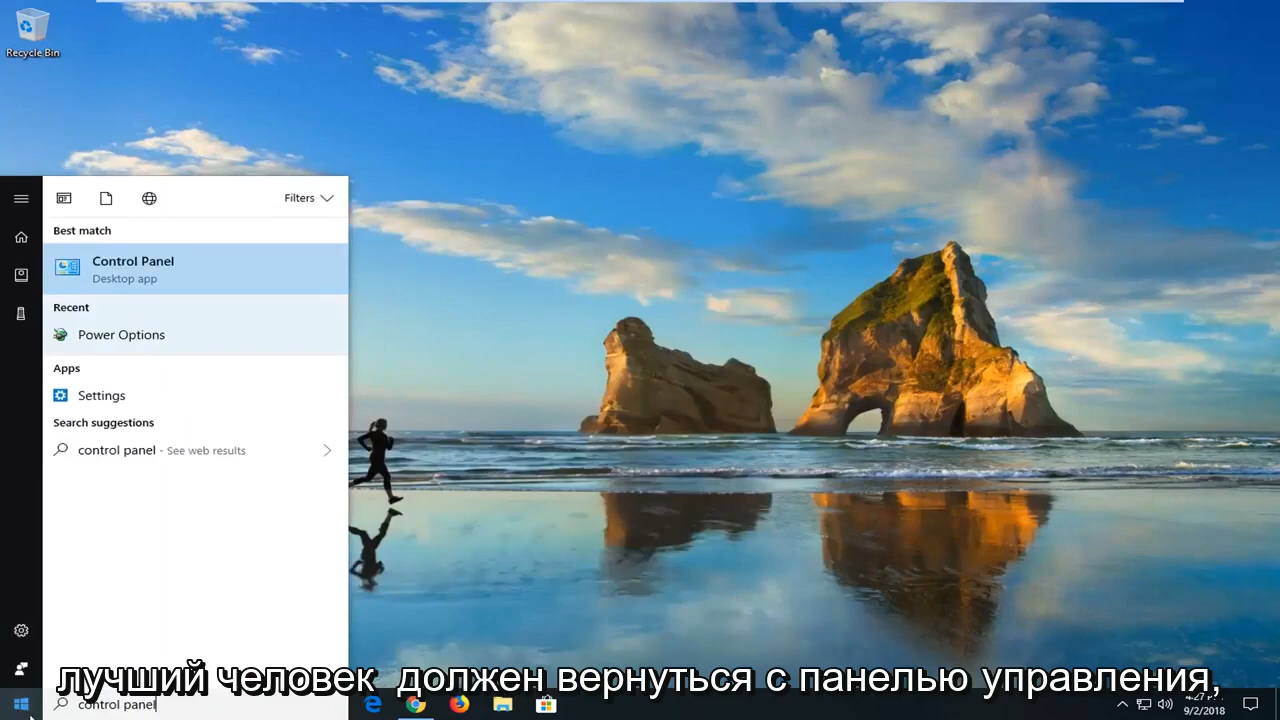 Recycle Bin
Filters
Best match
Control Panel
Desktop app
Recent
Power Options
Apps
Settings
Search suggestions
control panel - See web results
лучший человек должен вернуться с панелью управления,
control panel
9/2/2018